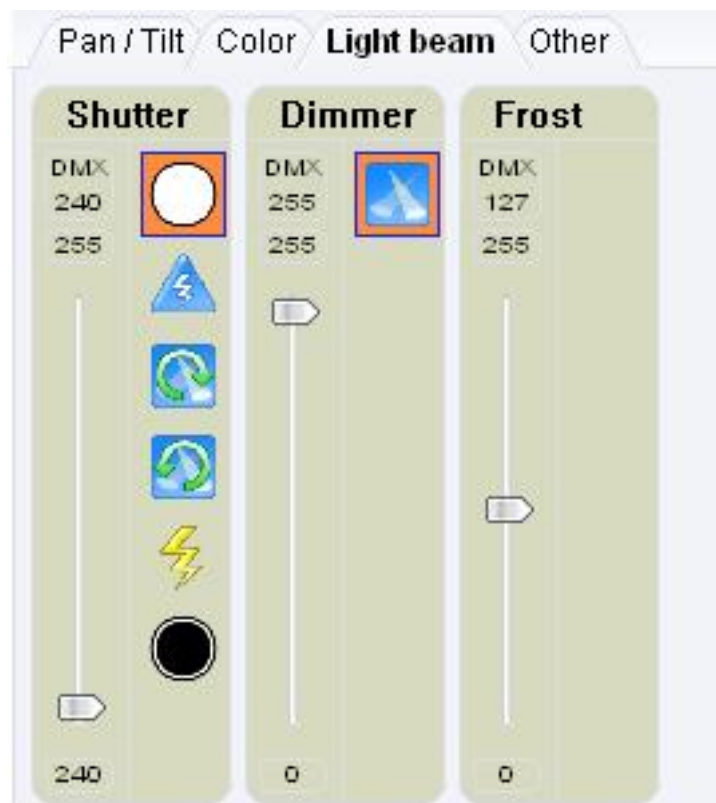 Pan / Tilt Color Light beam Other
Shutter Dimmer Frost
DMX DMX DMX
240 255 127
255 255 255
240 0 0